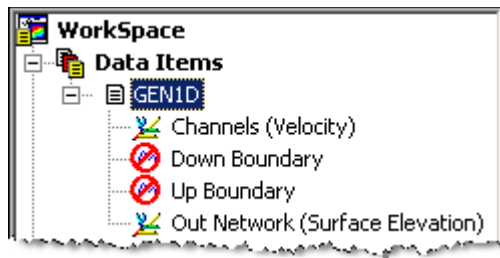 WorkSpace
Data Items
GEN1D
Channels (Velocity)
Down Boundary
Up Boundary
Out Network (Surface Elevation)